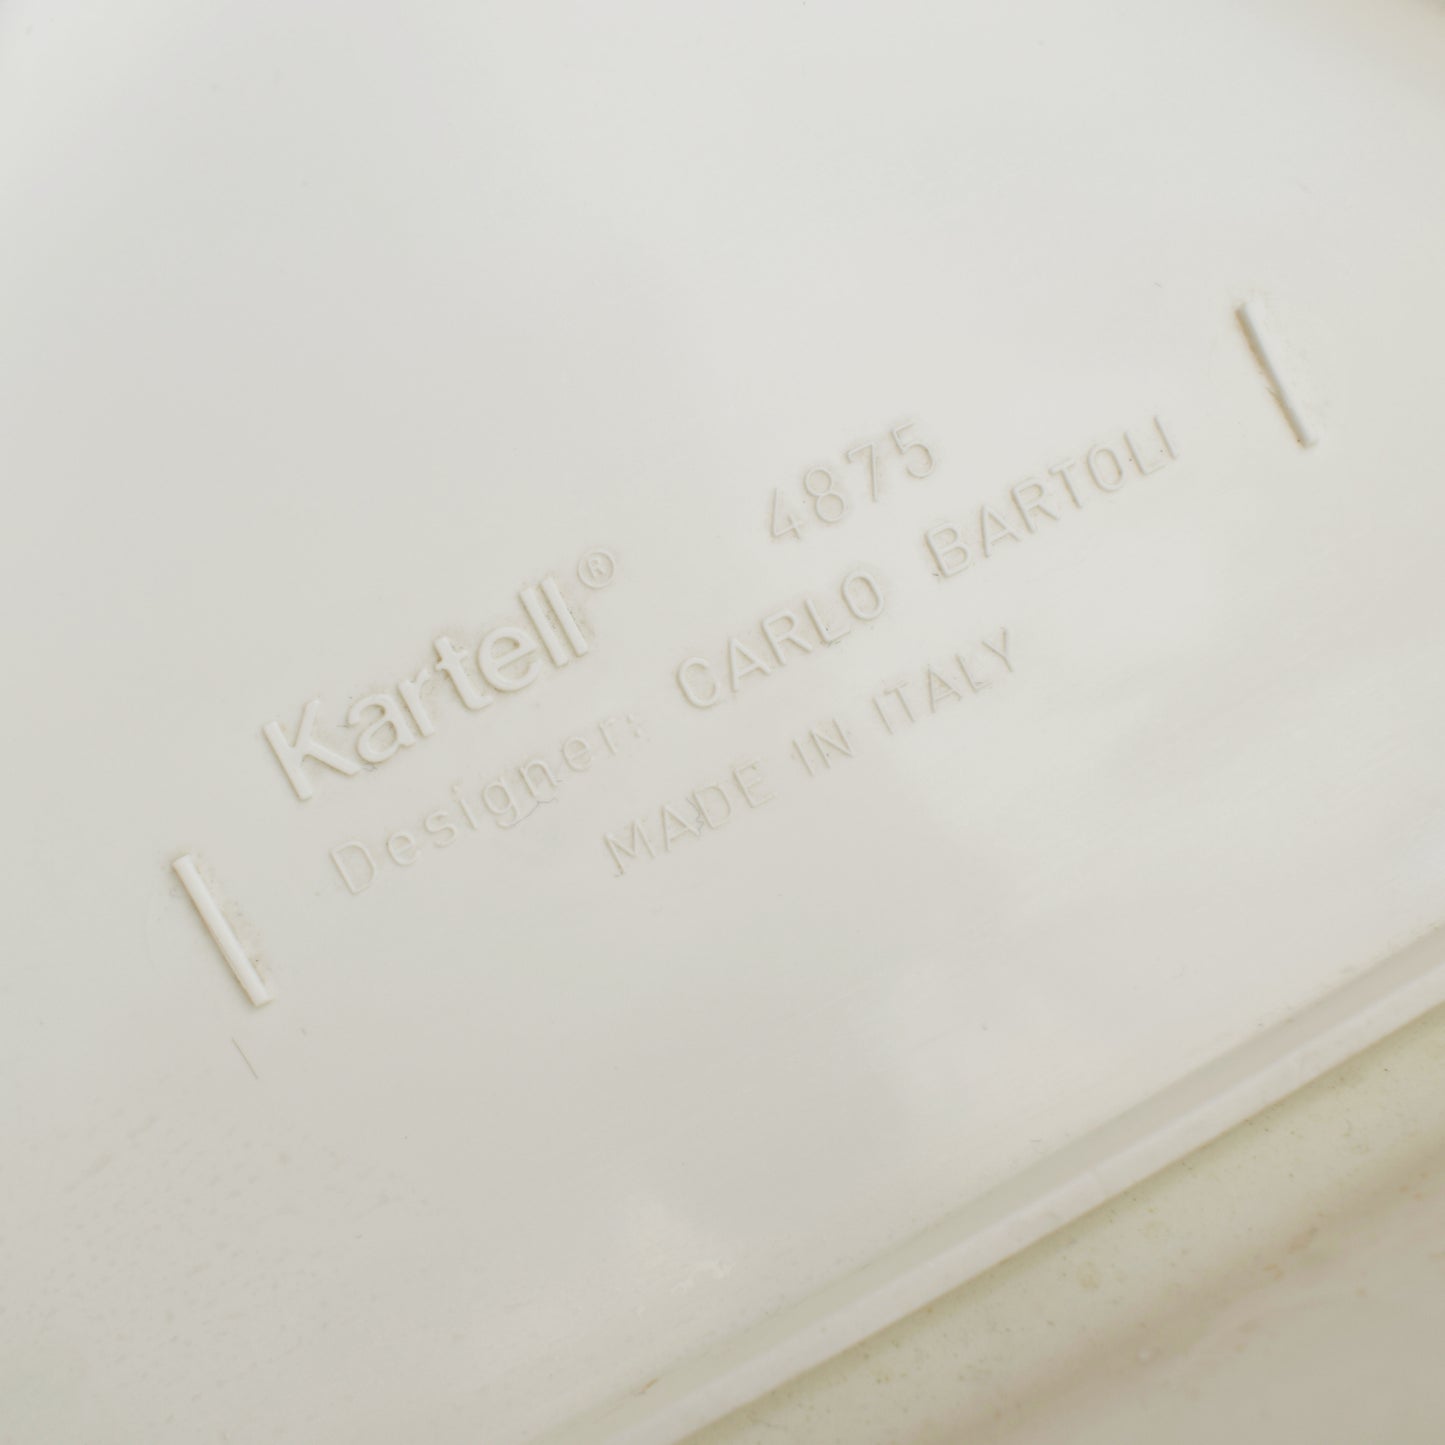 Kartell® 4875
Designer: CARLO BARTOLI
MADE IN ITALY